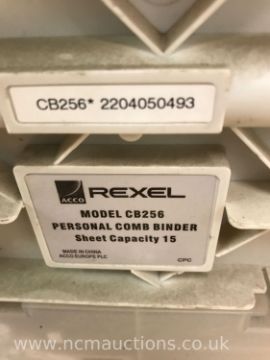 CB256* 2204050493
ACCO REXEL
MODEL CB256
PERSONAL COMB BINDER
Sheet Capacity 15
MADE IN CHINA
ACCO EUROPE PLC
CPC
www.ncmauctions.co.uk